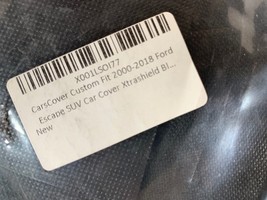 X001LSOI77
CarsCover Custom Fit 2000-2018 Ford
Escape SUV Car Cover Xtrashield Bl...
New